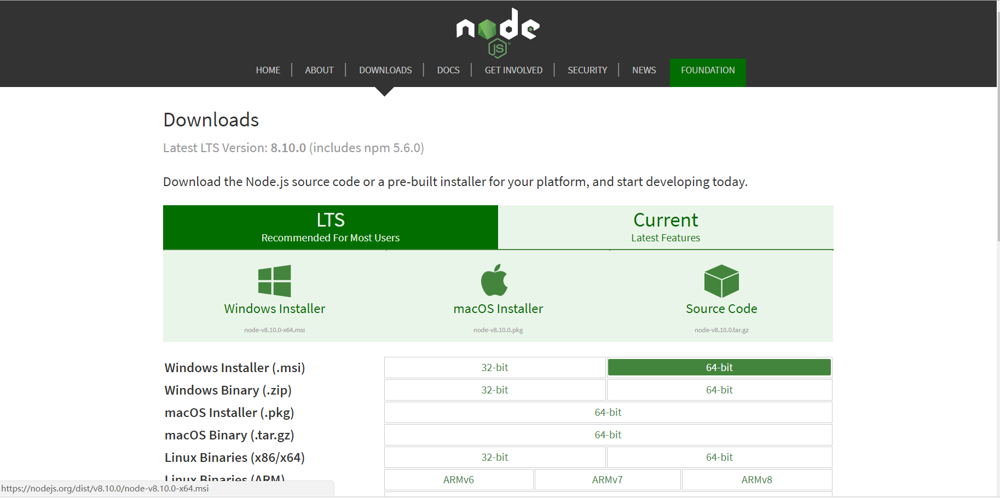 node
JS
HOME ABOUT DOWNLOADS DOCS GET INVOLVED SECURITY NEWS FOUNDATION
Downloads
Latest LTS Version: 8.10.0 (includes npm 5.6.0)
Download the Node.js source code or a pre-built installer for your platform, and start developing today.
LTS
Recommended For Most Users
Current
Latest Features
Windows Installer
node-v8.10.0-x64.msi
macOS Installer
node-v8.10.0.pkg
Source Code
node-v8.10.0.tar.gz
Windows Installer (.msi) 32-bit 64-bit
Windows Binary (.zip) 32-bit 64-bit
macOS Installer (.pkg) 64-bit
macOS Binary (.tar.gz) 64-bit
Linux Binaries (x86/x64) 32-bit 64-bit
Linux Binaries (ARM) ARMv6 ARMv7 ARMv8
https://nodejs.org/dist/v8.10.0/node-v8.10.0-x64.msi